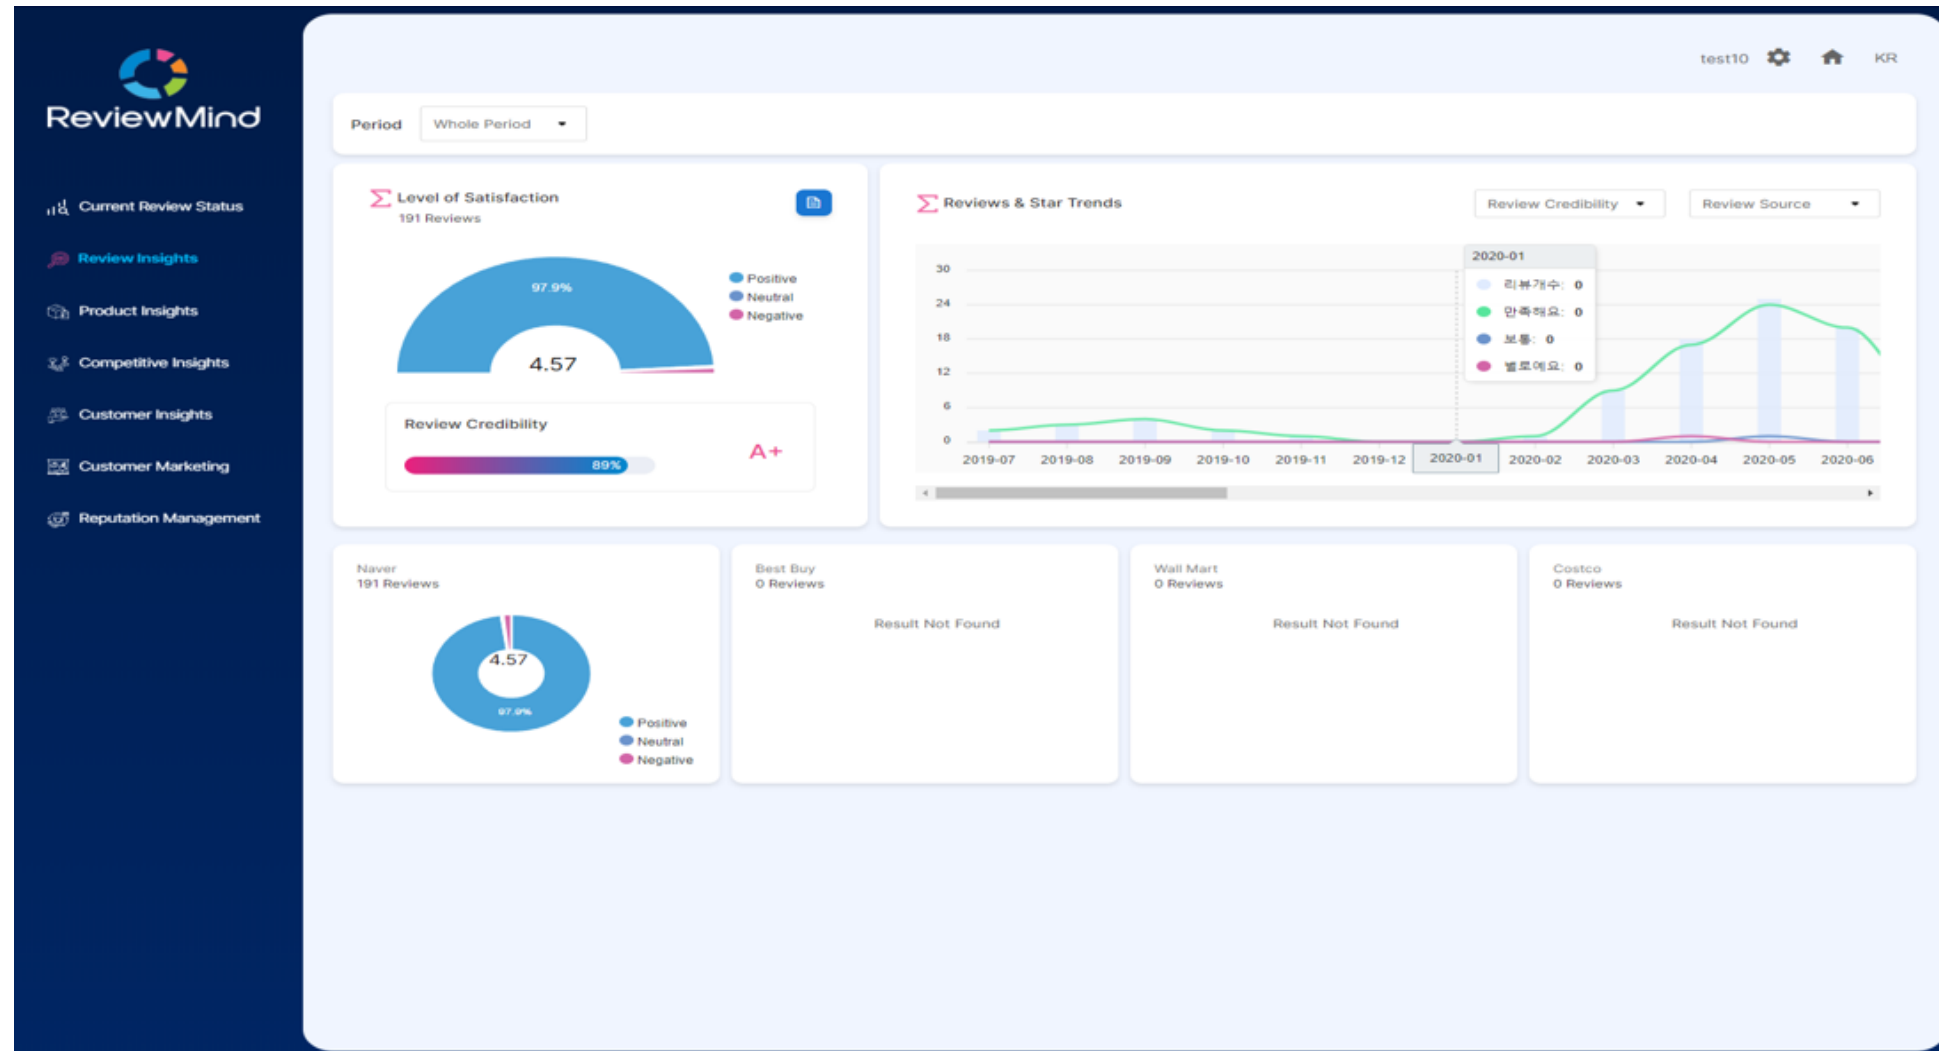 ReviewMind
Current Review Status
Review Insights
Product Insights
Competitive Insights
Customer Insights
Customer Marketing
Reputation Management
test10
KR
Period
Whole Period
Level of Satisfaction
191 Reviews
97.9%
4.57
Positive
Neutral
Negative
Review Credibility
89%
A+
Reviews & Star Trends
Review Credibility
Review Source
30
24
18
12
6
0
2020-01
리뷰개수: 0
만족해요: 0
보통: 0
별로예요: 0
2019-07 2019-08 2019-09 2019-10 2019-11 2019-12 2020-01 2020-02 2020-03 2020-04 2020-05 2020-06
Naver
191 Reviews
4.57
97.9%
Positive
Neutral
Negative
Best Buy
0 Reviews
Result Not Found
Wall Mart
0 Reviews
Result Not Found
Costco
0 Reviews
Result Not Found